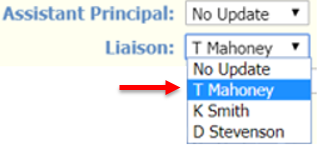 Assistant Principal: No Update
Liaison: T Mahoney
No Update
T Mahoney
K Smith
D Stevenson